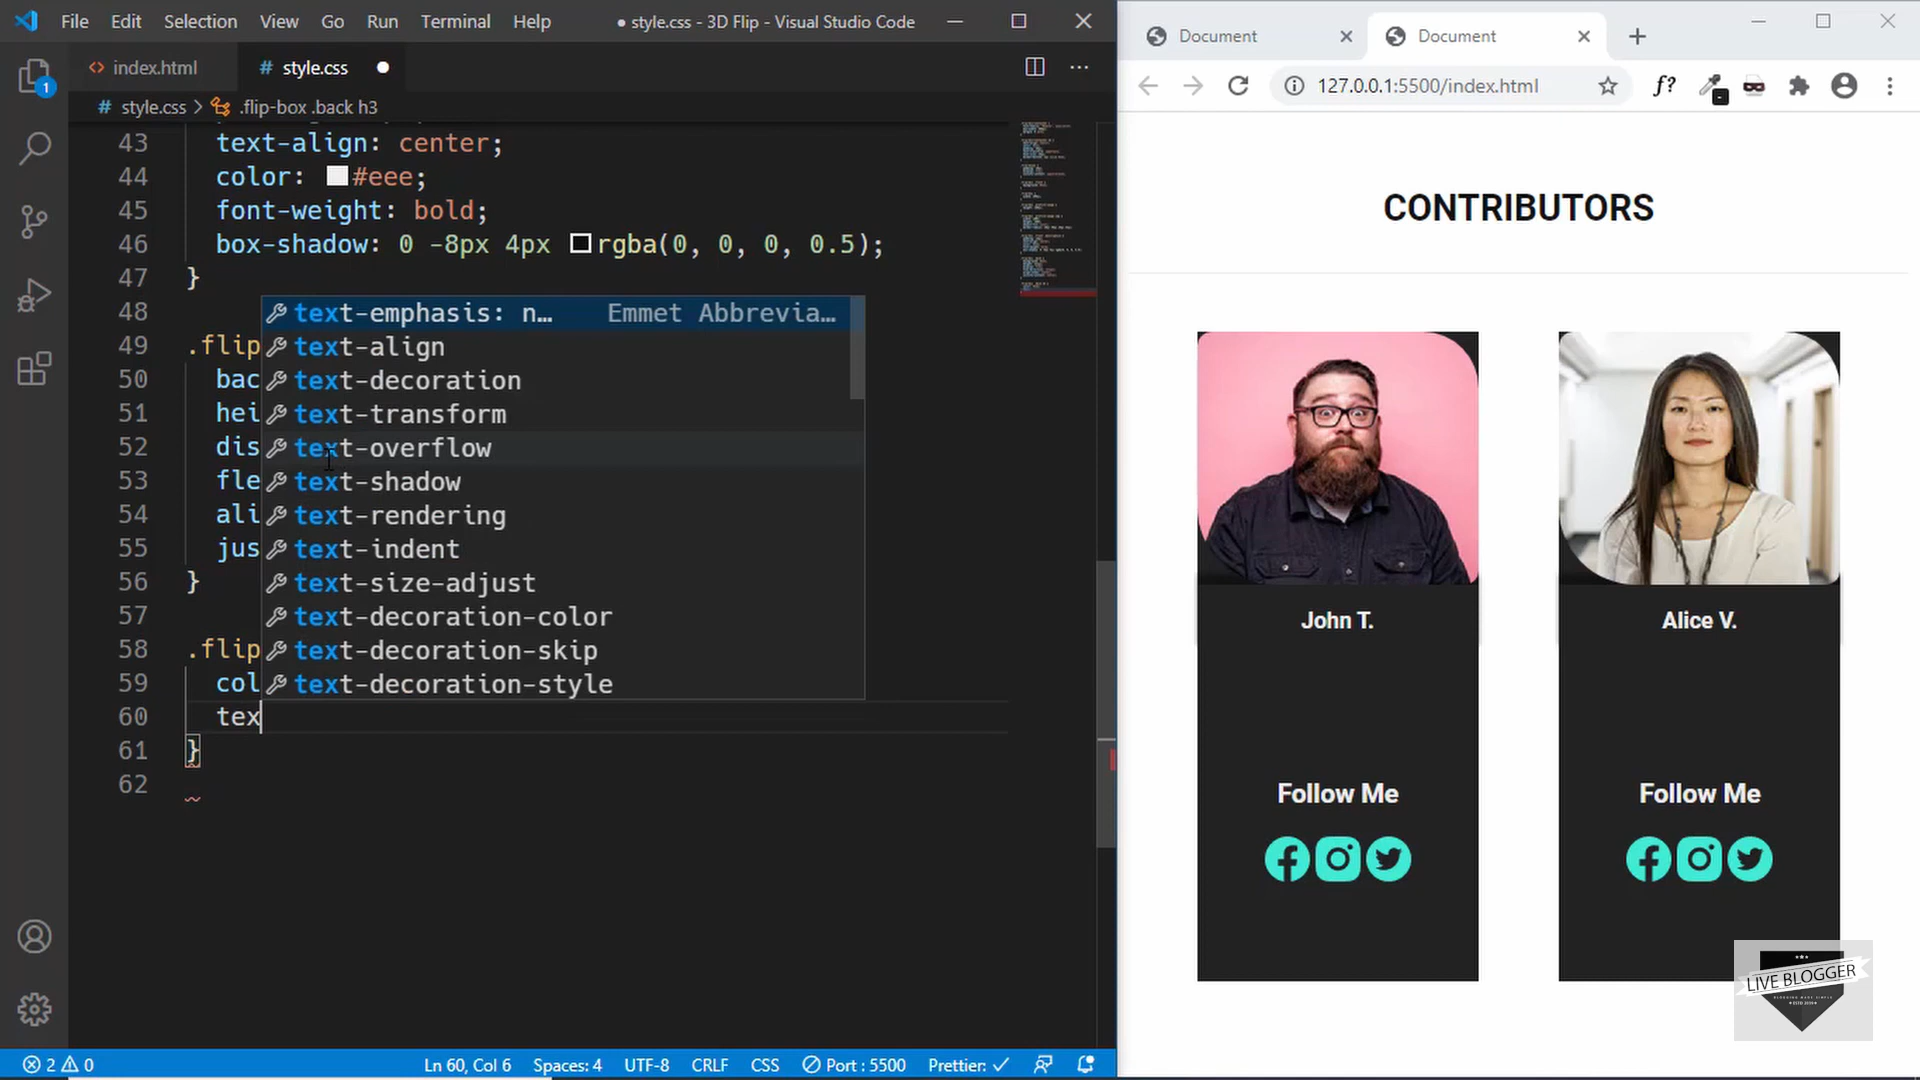 File Edit Selection View Go Run Terminal Help
● style.css - 3D Flip - Visual Studio Code
index.html
# style.css ●
# style.css > .flip-box .back h3
1
43 text-align: center;
44 color: #eee;
45 font-weight: bold;
46 box-shadow: 0 -8px 4px rgba(0, 0, 0, 0.5);
47 }
48
49 .flip
50 bac
51 hei
52 dis
53 fle
54 ali
55 jus
56 }
57
58 .flip
59 col
60 tex
61 }
62
text-emphasis: n… Emmet Abbrevia…
text-align
text-decoration
text-transform
text-overflow
text-shadow
text-rendering
text-indent
text-size-adjust
text-decoration-color
text-decoration-skip
text-decoration-style
2 0
Ln 60, Col 6 Spaces: 4 UTF-8 CRLF CSS Port : 5500 Prettier: ✓
Document
Document
127.0.0.1:5500/index.html
f?
CONTRIBUTORS
John T.
Alice V.
Follow Me
Follow Me
LIVE BLOGGER